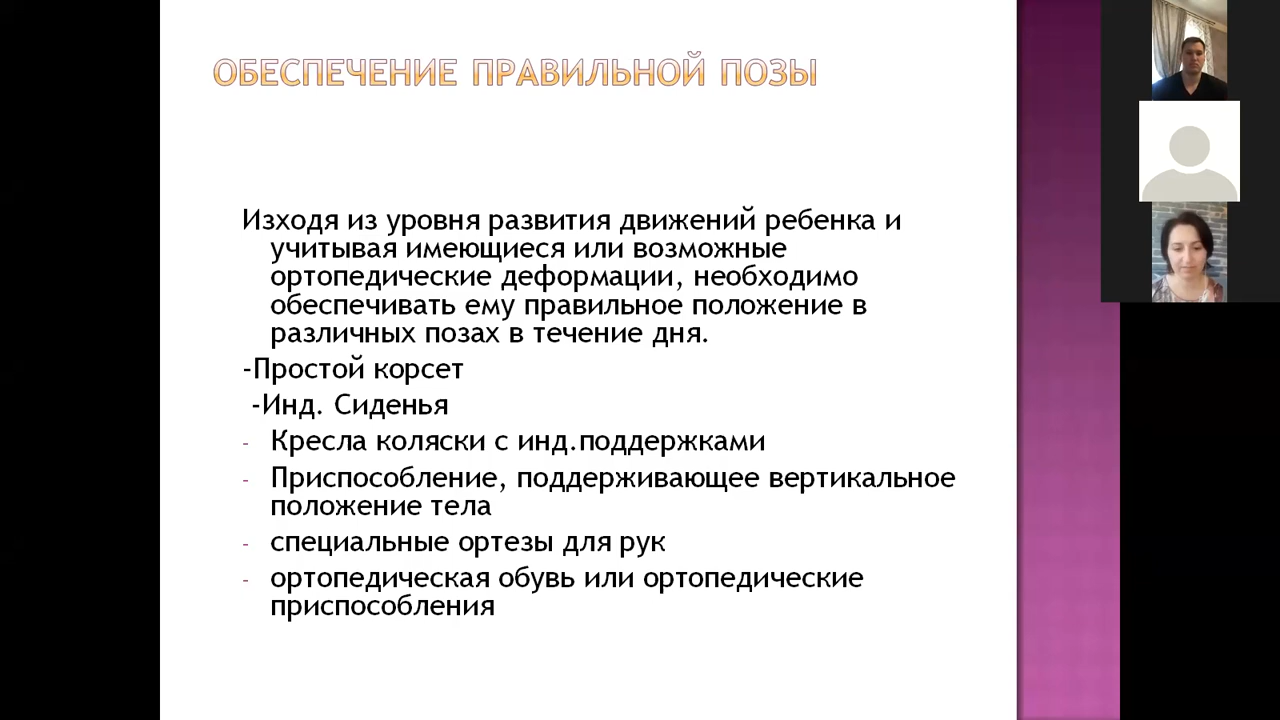 ОБЕСПЕЧЕНИЕ ПРАВИЛЬНОЙ ПОЗЫ
Изходя из уровня развития движений ребенка и
учитывая имеющиеся или возможные
ортопедические деформации, необходимо
обеспечивать ему правильное положение в
различных позах в течение дня.
-Простой корсет
-Инд. Сиденья
- Кресла коляски с инд.поддержками
- Приспособление, поддерживающее вертикальное
положение тела
- специальные ортезы для рук
- ортопедическая обувь или ортопедические
приспособления